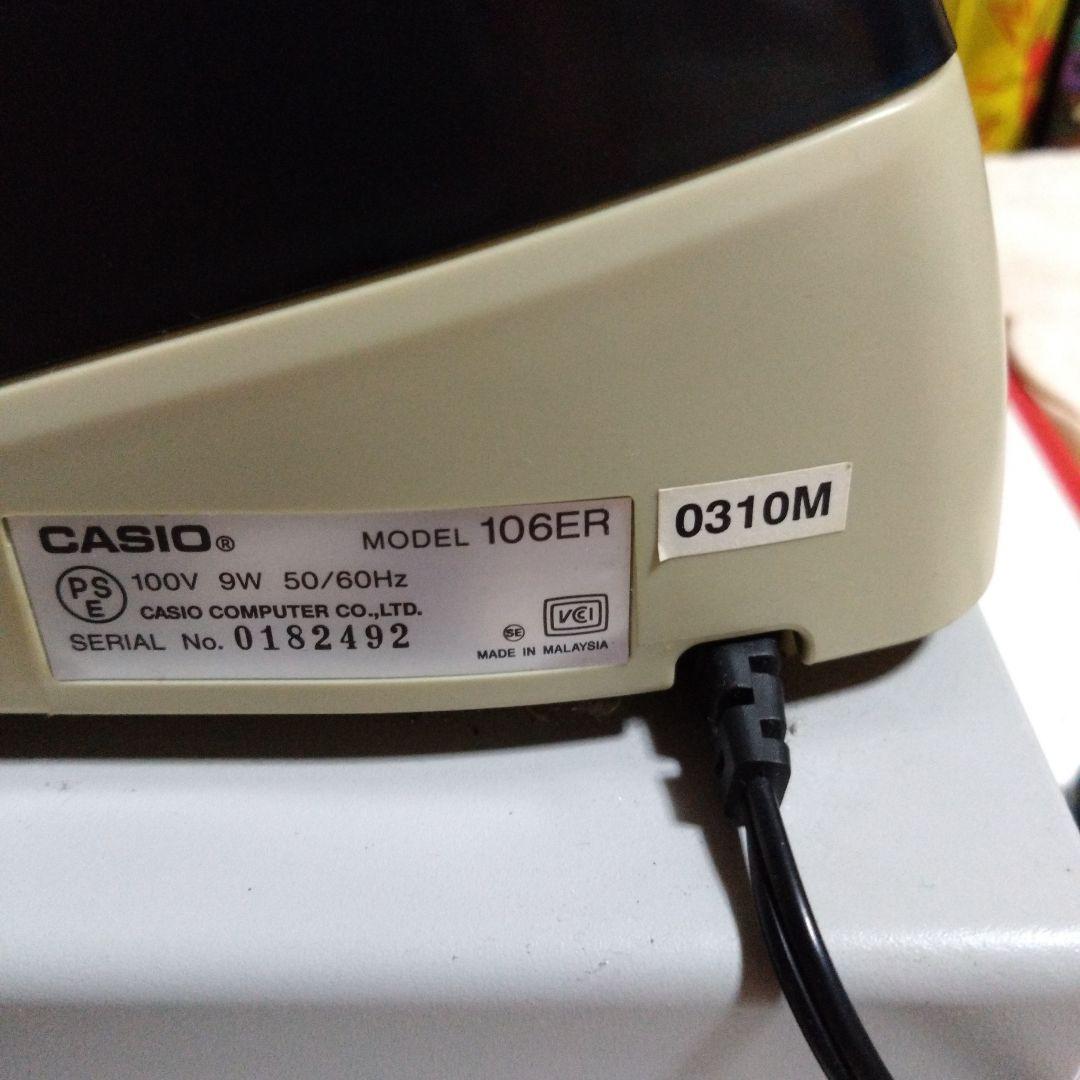 CASIO® MODEL 106ER
PS E 100V 9W 50/60Hz
CASIO COMPUTER CO.,LTD.
SERIAL No. 0182492
SE VCCI
MADE IN MALAYSIA
0310M